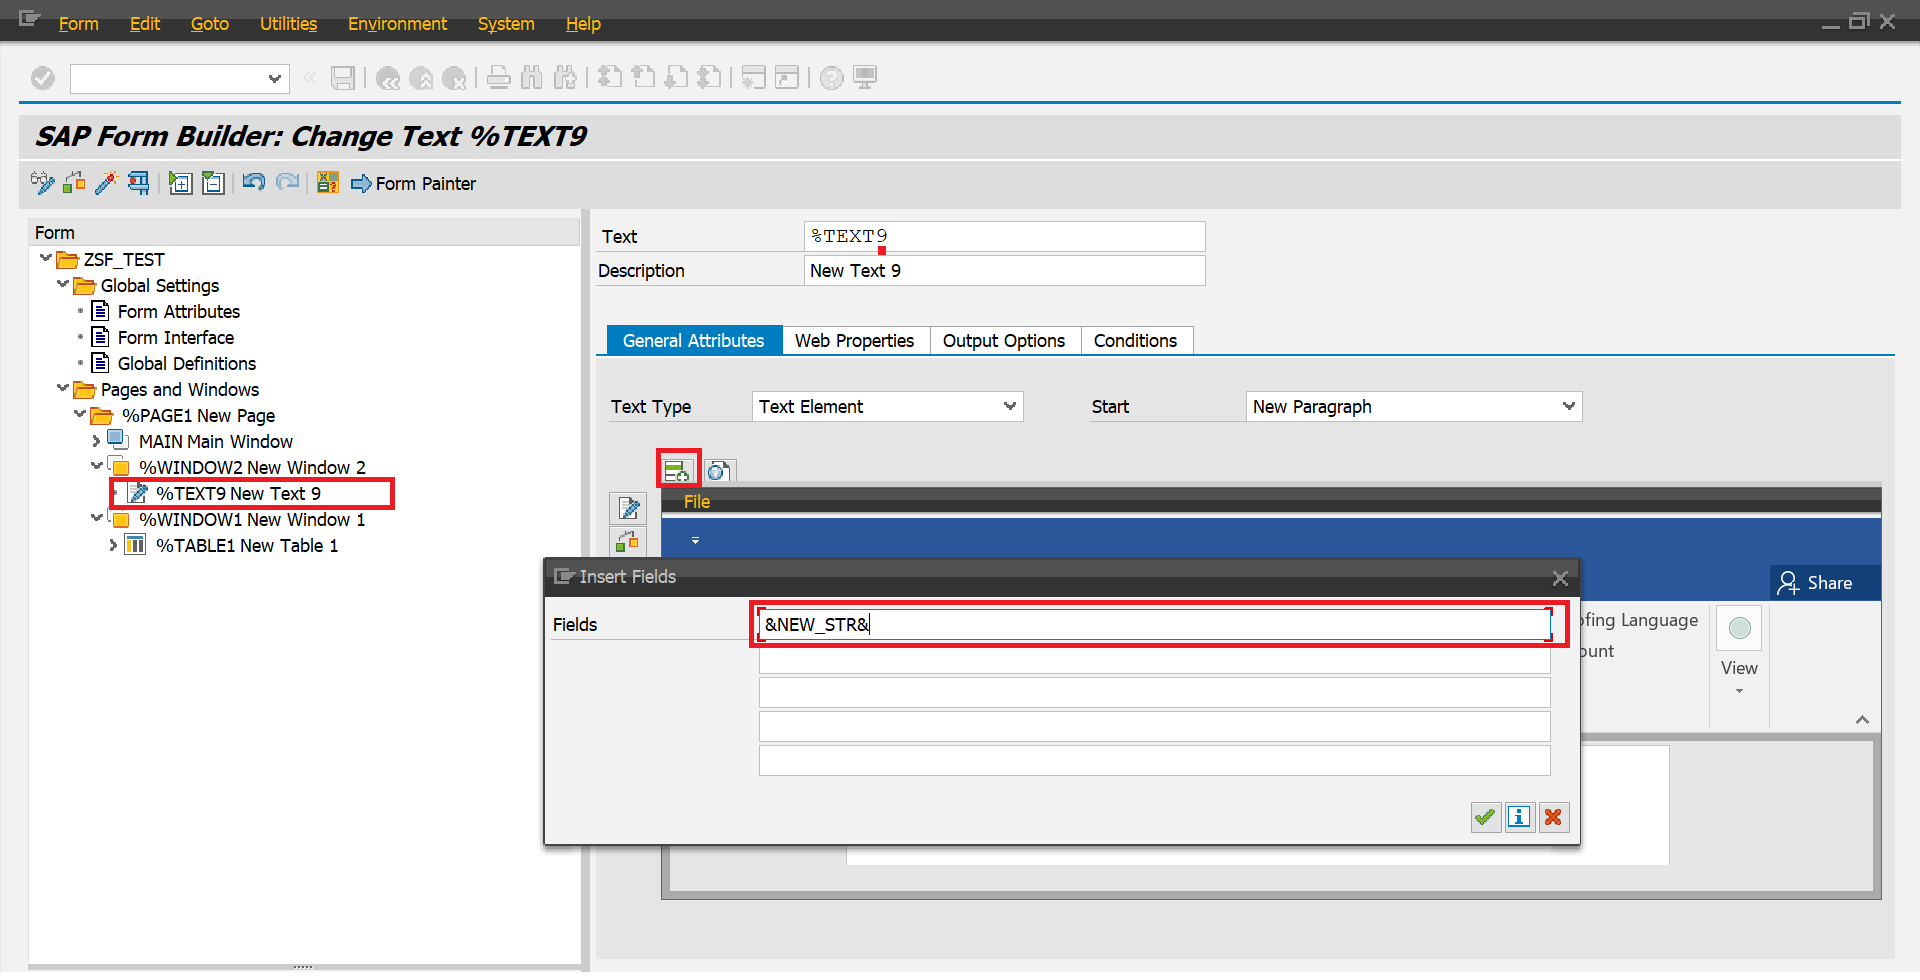 Form Edit Goto Utilities Environment System Help
SAP Form Builder: Change Text %TEXT9
Form Painter
Form
ZSF_TEST
Global Settings
Form Attributes
Form Interface
Global Definitions
Pages and Windows
%PAGE1 New Page
MAIN Main Window
%WINDOW2 New Window 2
%TEXT9 New Text 9
%WINDOW1 New Window 1
%TABLE1 New Table 1
Text %TEXT9
Description New Text 9
General Attributes Web Properties Output Options Conditions
Text Type Text Element Start New Paragraph
File
Share
Insert Fields
Fields &NEW_STR&
ofing Language
ount
View